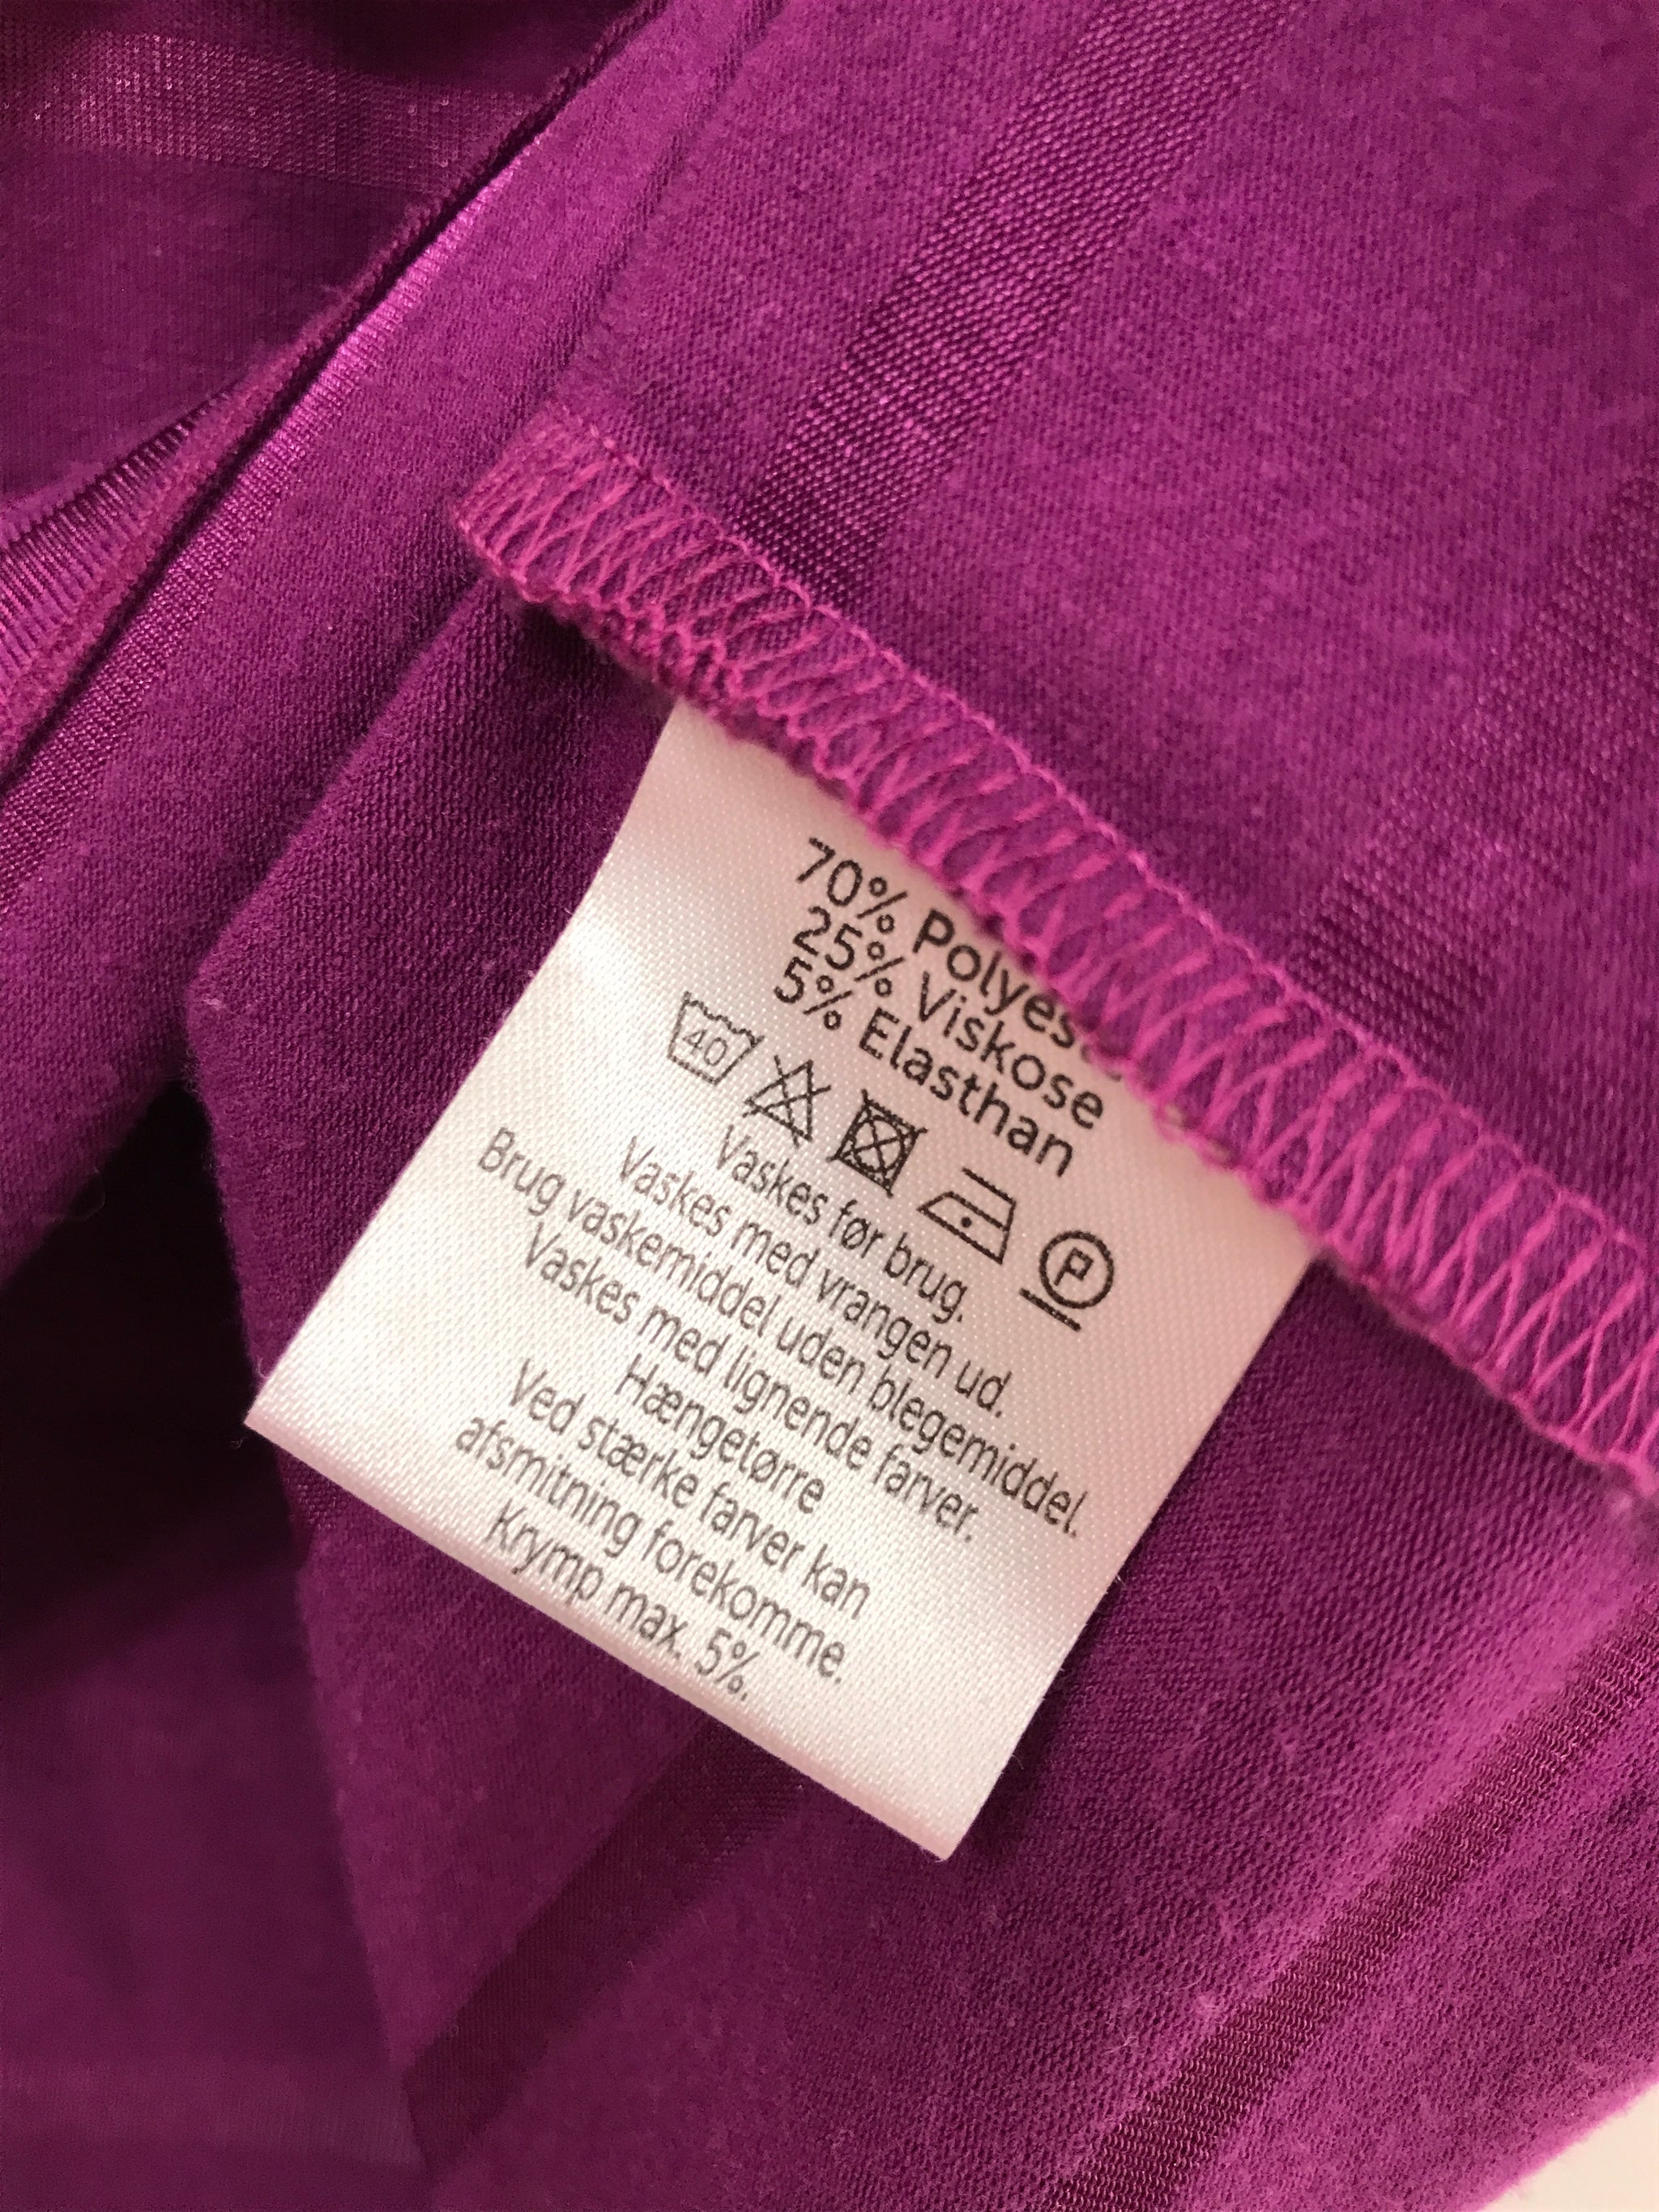 70%
25% Viskose
5% Elasthan
40 P
Vaskes før brug.
Vaskes med vrangen ud.
Brug vaskemiddel uden blegemiddel.
Vaskes med lignende farver.
Hængetørre
Ved stærke farver kan
afsmitning forekomme.
Krymp max. 5%.